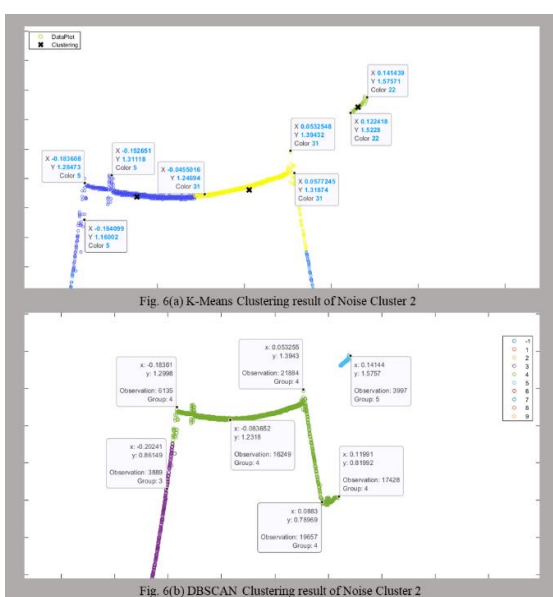 DataPlot
Clustering
X 0.141439
Y 1.57571
Color 22
X 0.0532548
Y 1.39432
Color 31
X 0.122418
Y 1.5228
Color 22
X -0.183608
Y 1.28473
Color 5
X -0.152651
Y 1.31118
Color 5
X -0.0455016
Y 1.24694
Color 31
X 0.0577245
Y 1.31874
Color 31
X -0.184099
Y 1.16002
Color 5
Fig. 6(a) K-Means Clustering result of Noise Cluster 2
x: 0.053255
y: 1.3943
Observation: 21884
Group: 4
x: -0.18361
y: 1.2998
Observation: 6135
Group: 4
x: 0.14144
y: 1.5757
Observation: 3997
Group: 5
-1
1
2
3
4
5
6
7
8
9
x: -0.083652
y: 1.2318
Observation: 16249
Group: 4
x: -0.20241
y: 0.86149
Observation: 3889
Group: 3
x: 0.11991
y: 0.81992
Observation: 17428
Group: 4
x: 0.0883
y: 0.78969
Observation: 19657
Group: 4
Fig. 6(b) DBSCAN Clustering result of Noise Cluster 2